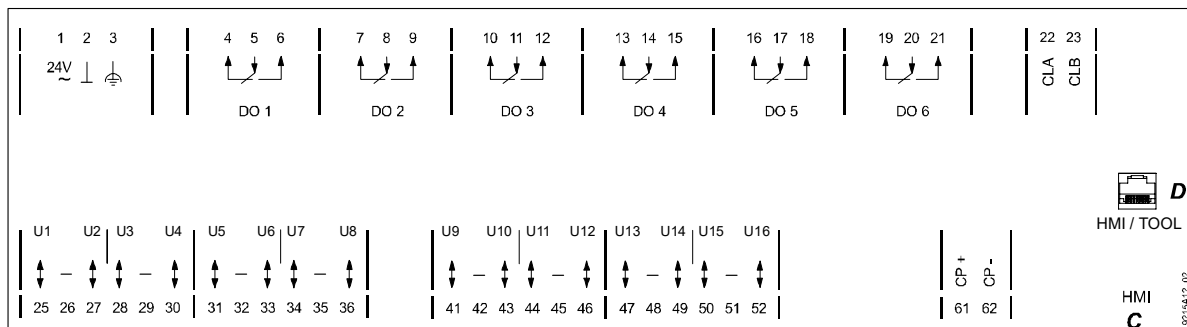 1 2 3 4 5 6 7 8 9 10 11 12 13 14 15 16 17 18 19 20 21 22 23
24V
~
CLA
CLB
DO 1 DO 2 DO 3 DO 4 DO 5 DO 6
D
HMI / TOOL
U1 U2 U3 U4 U5 U6 U7 U8 U9 U10 U11 U12 U13 U14 U15 U16
CP +
CP -
25 26 27 28 29 30 31 32 33 34 35 36 41 42 43 44 45 46 47 48 49 50 51 52 61 62
HMI
C